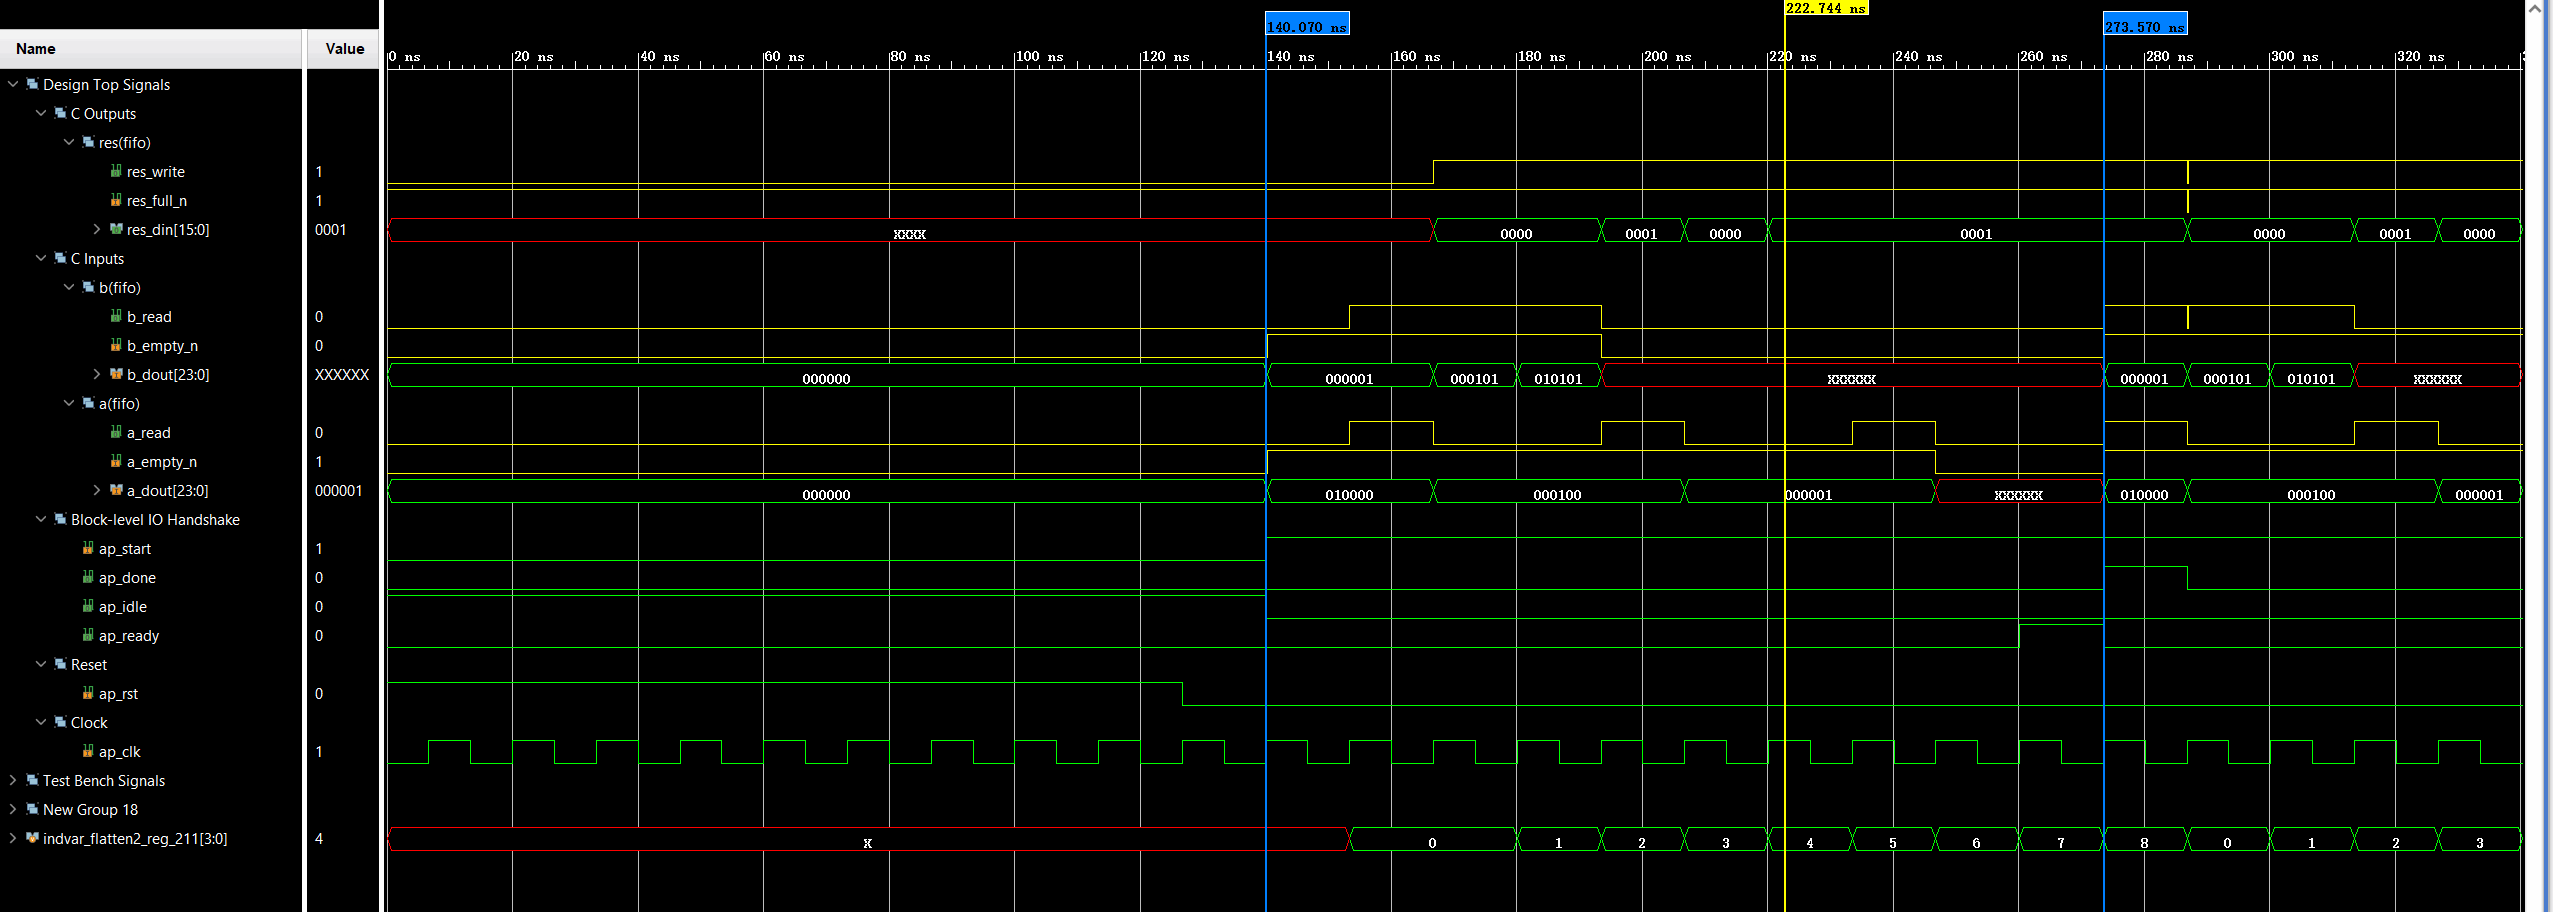 140.070 ns 222.744 ns 273.570 ns
Name Value 0 ns 20 ns 40 ns 60 ns 80 ns 100 ns 120 ns 140 ns 160 ns 180 ns 200 ns 220 ns 240 ns 260 ns 280 ns 300 ns 320 ns
Design Top Signals
C Outputs
res(fifo)
res_write 1
res_full_n 1
res_din[15:0] 0001 XXXX 0000 0001 0000 0001 0000 0001 0000
C Inputs
b(fifo)
b_read 0
b_empty_n 0
b_dout[23:0] XXXXXX 000000 000001 000101 010101 XXXXXX 000001 000101 010101 XXXXXX
a(fifo)
a_read 0
a_empty_n 1
a_dout[23:0] 000001 000000 010000 000100 000001 XXXXXX 010000 000100 000001
Block-level IO Handshake
ap_start 1
ap_done 0
ap_idle 0
ap_ready 0
Reset
ap_rst 0
Clock
ap_clk 1
Test Bench Signals
New Group 18
indvar_flatten2_reg_211[3:0] 4 X 0 1 2 3 4 5 6 7 8 0 1 2 3